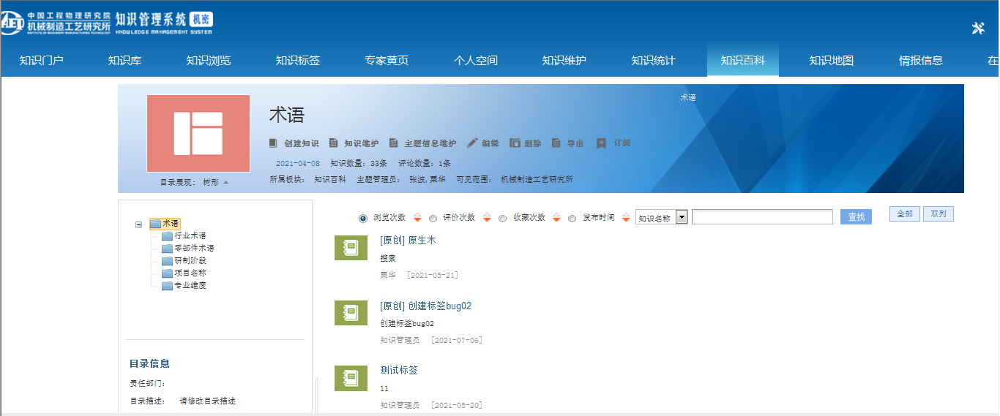 中国工程物理研究院
机械制造工艺研究所
INSTITUTE OF MACHINERY MANUFACTURING TECHNOLOGY
知识管理系统 机密
KNOWLEDGE MANAGEMENT SYSTEM
知识门户 知识库 知识浏览 知识标签 专家黄页 个人空间 知识维护 知识统计 知识百科 知识地图 情报信息 在
术语
术语
创建知识 知识维护 主题信息维护 编辑 删除 导出 订阅
2021-04-08 知识数量：33条 评论数量：1条
所属板块： 知识百科 主题管理员： 张波,栗华 可见范围： 机械制造工艺研究所
目录展现： 树形
术语
行业术语
零部件术语
研制阶段
项目名称
专业维度
目录信息
责任部门：
目录描述： 请修改目录描述
浏览次数 评价次数 收藏次数 发布时间 知识名称 查找 全部 双列
[原创] 原生木
搜素
栗华 [2021-05-21]
[原创] 创建标签bug02
创建标签bug02
知识管理员 [2021-07-06]
测试标签
11
知识管理员 [2021-05-20]